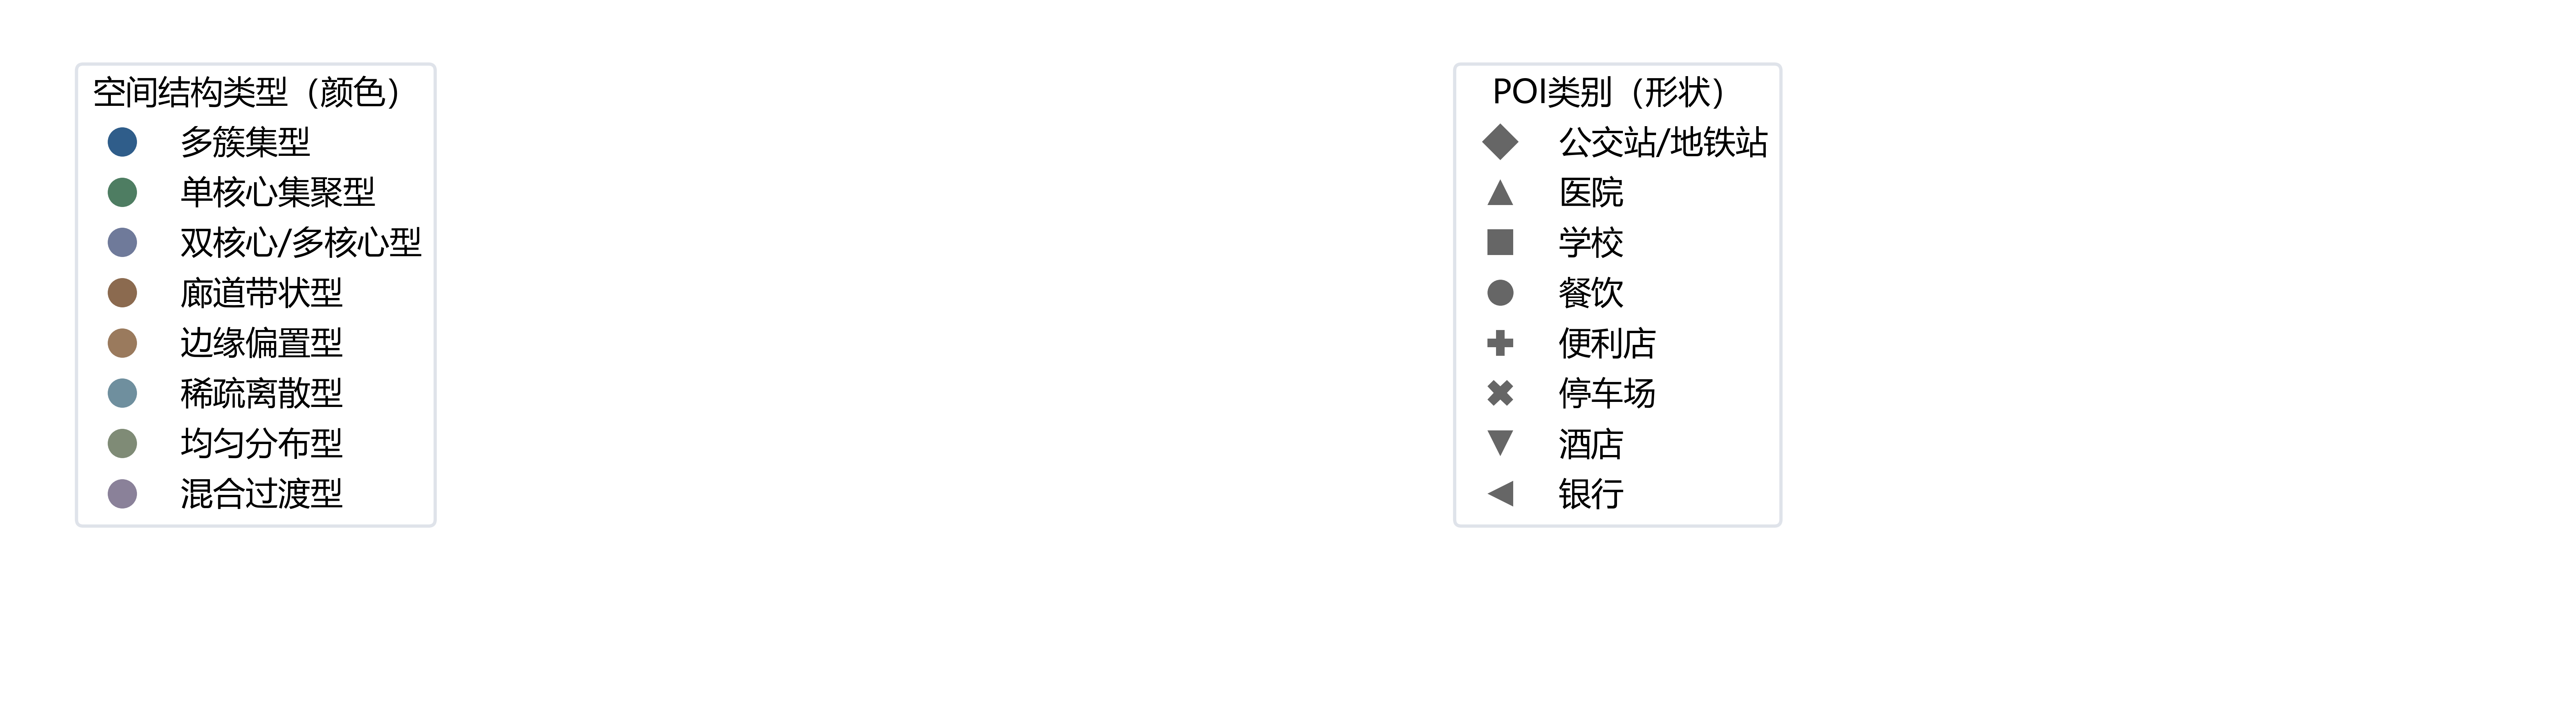 空间结构类型（颜色）
多簇集型
单核心集聚型
双核心/多核心型
廊道带状型
边缘偏置型
稀疏离散型
均匀分布型
混合过渡型
POI类别（形状）
公交站/地铁站
医院
学校
餐饮
便利店
停车场
酒店
银行